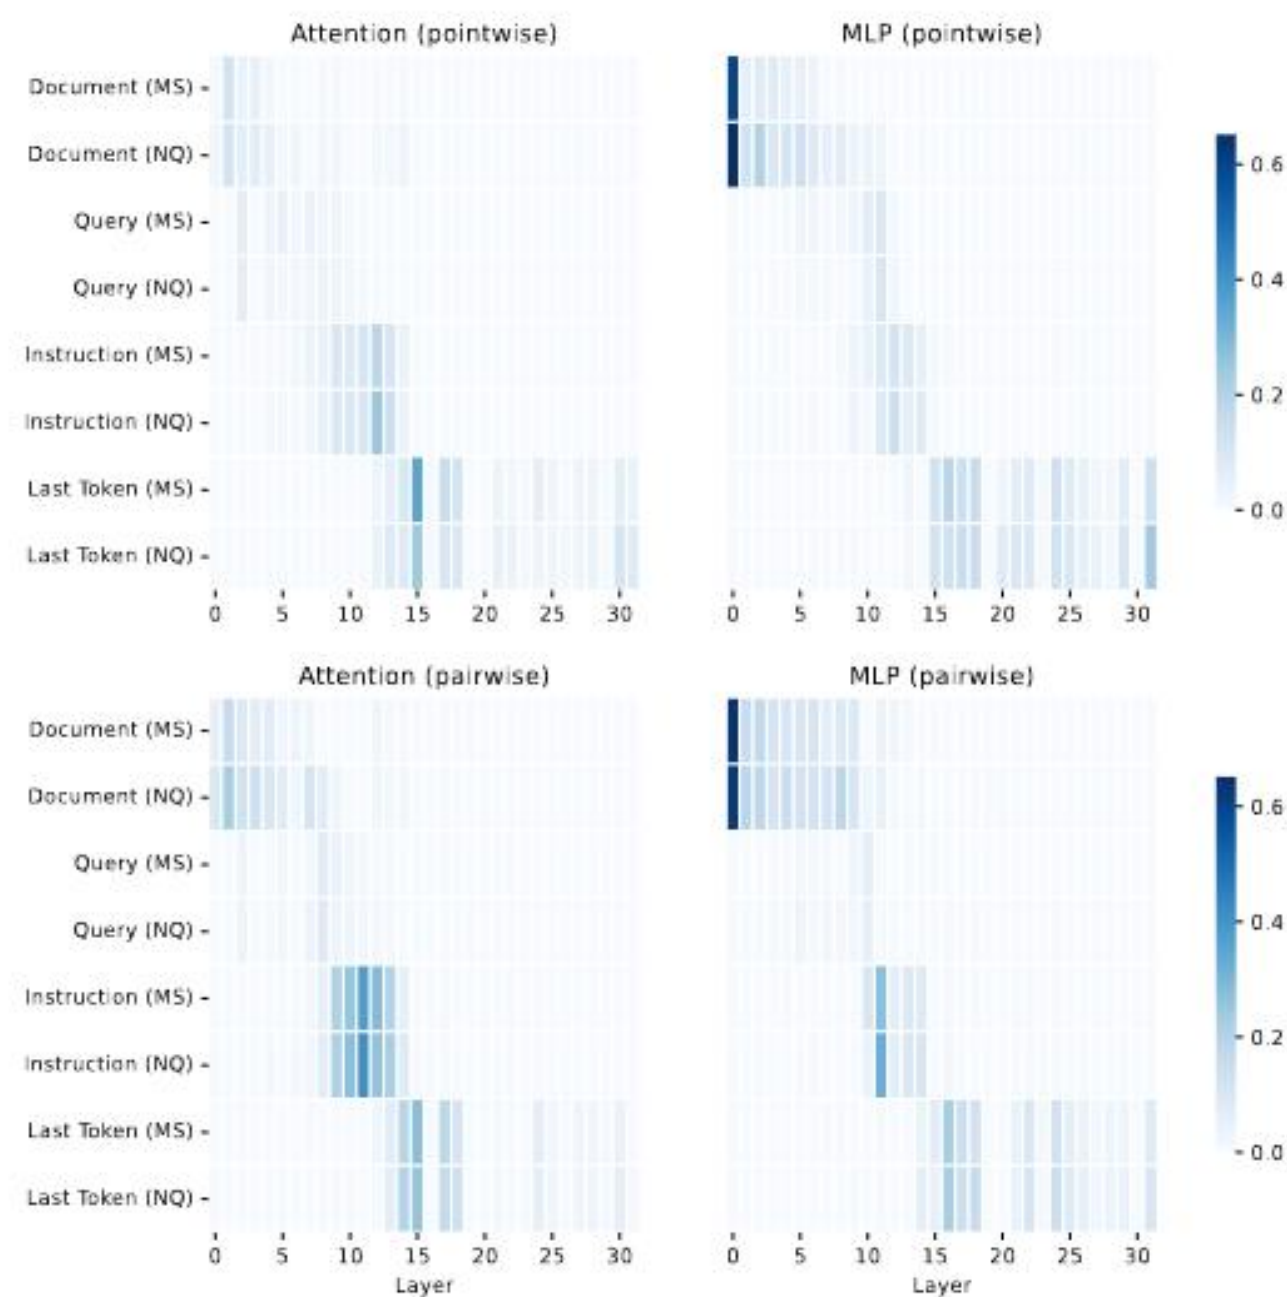 Attention (pointwise)
MLP (pointwise)
Document (MS)
Document (NQ)
Query (MS)
Query (NQ)
Instruction (MS)
Instruction (NQ)
Last Token (MS)
Last Token (NQ)
0 5 10 15 20 25 30
0 5 10 15 20 25 30
0.6
0.4
0.2
0.0
Attention (pairwise)
MLP (pairwise)
Document (MS)
Document (NQ)
Query (MS)
Query (NQ)
Instruction (MS)
Instruction (NQ)
Last Token (MS)
Last Token (NQ)
0 5 10 15 20 25 30
Layer
0 5 10 15 20 25 30
Layer
0.6
0.4
0.2
0.0